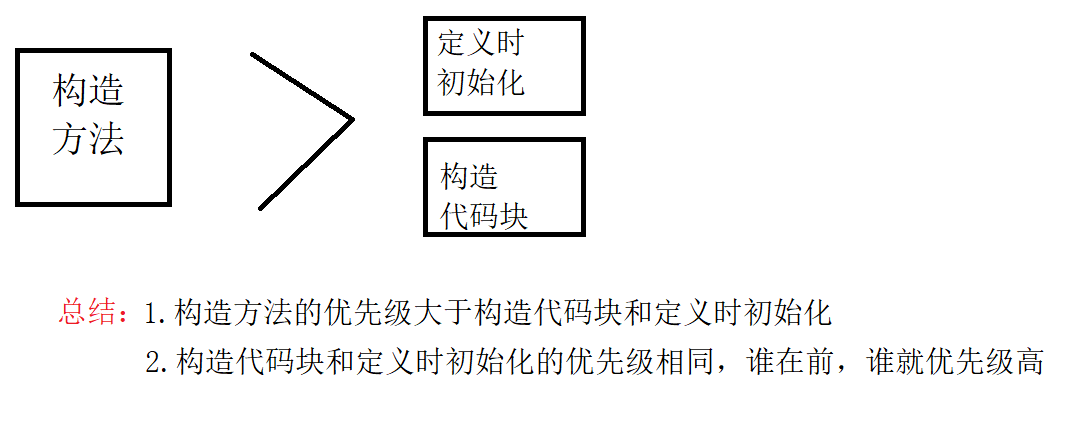 构造
方法
定义时
初始化
构造
代码块
总结：1.构造方法的优先级大于构造代码块和定义时初始化
2.构造代码块和定义时初始化的优先级相同，谁在前，谁就优先级高